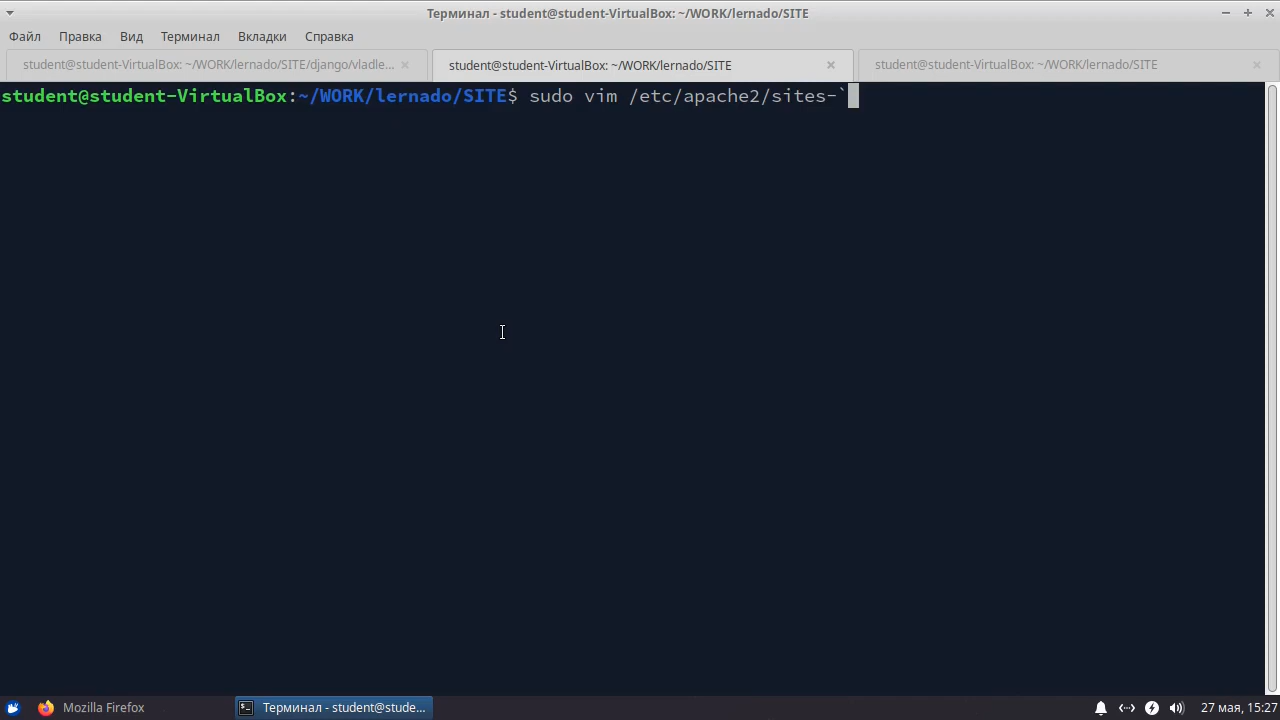 Терминал - student@student-VirtualBox: ~/WORK/lernado/SITE
Файл Правка Вид Терминал Вкладки Справка
student@student-VirtualBox: ~/WORK/lernado/SITE/django/vladle... student@student-VirtualBox: ~/WORK/lernado/SITE student@student-VirtualBox: ~/WORK/lernado/SITE
student@student-VirtualBox:~/WORK/lernado/SITE$ sudo vim /etc/apache2/sites-`
Mozilla Firefox Терминал - student@stude... 27 мая, 15:27